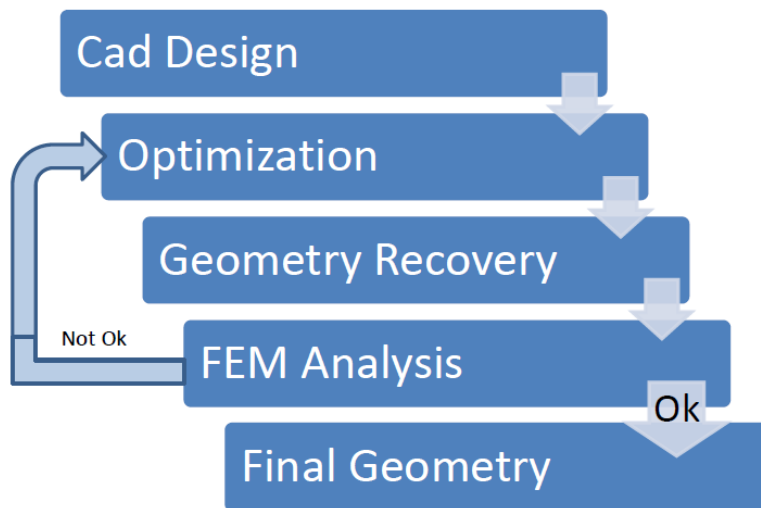 Cad Design
Optimization
Geometry Recovery
Not Ok
FEM Analysis
Ok
Final Geometry